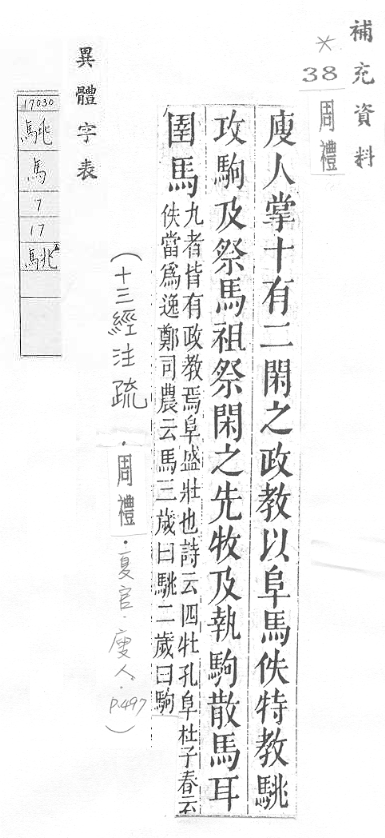 補充資料
*
38
周禮
廋人掌十有二閑之政教以阜馬佚特教駣
攻駒及祭馬祖祭閑之先牧及執駒散馬耳
圉馬
九者皆有政教焉阜盛壯也詩云四牡孔阜杜子春云
佚當爲逸鄭司農云馬三歲曰駣二歲曰駒
(十三經注疏·周禮·夏官·廋人·p.497)
異體字表
17030
駣
馬
7
17